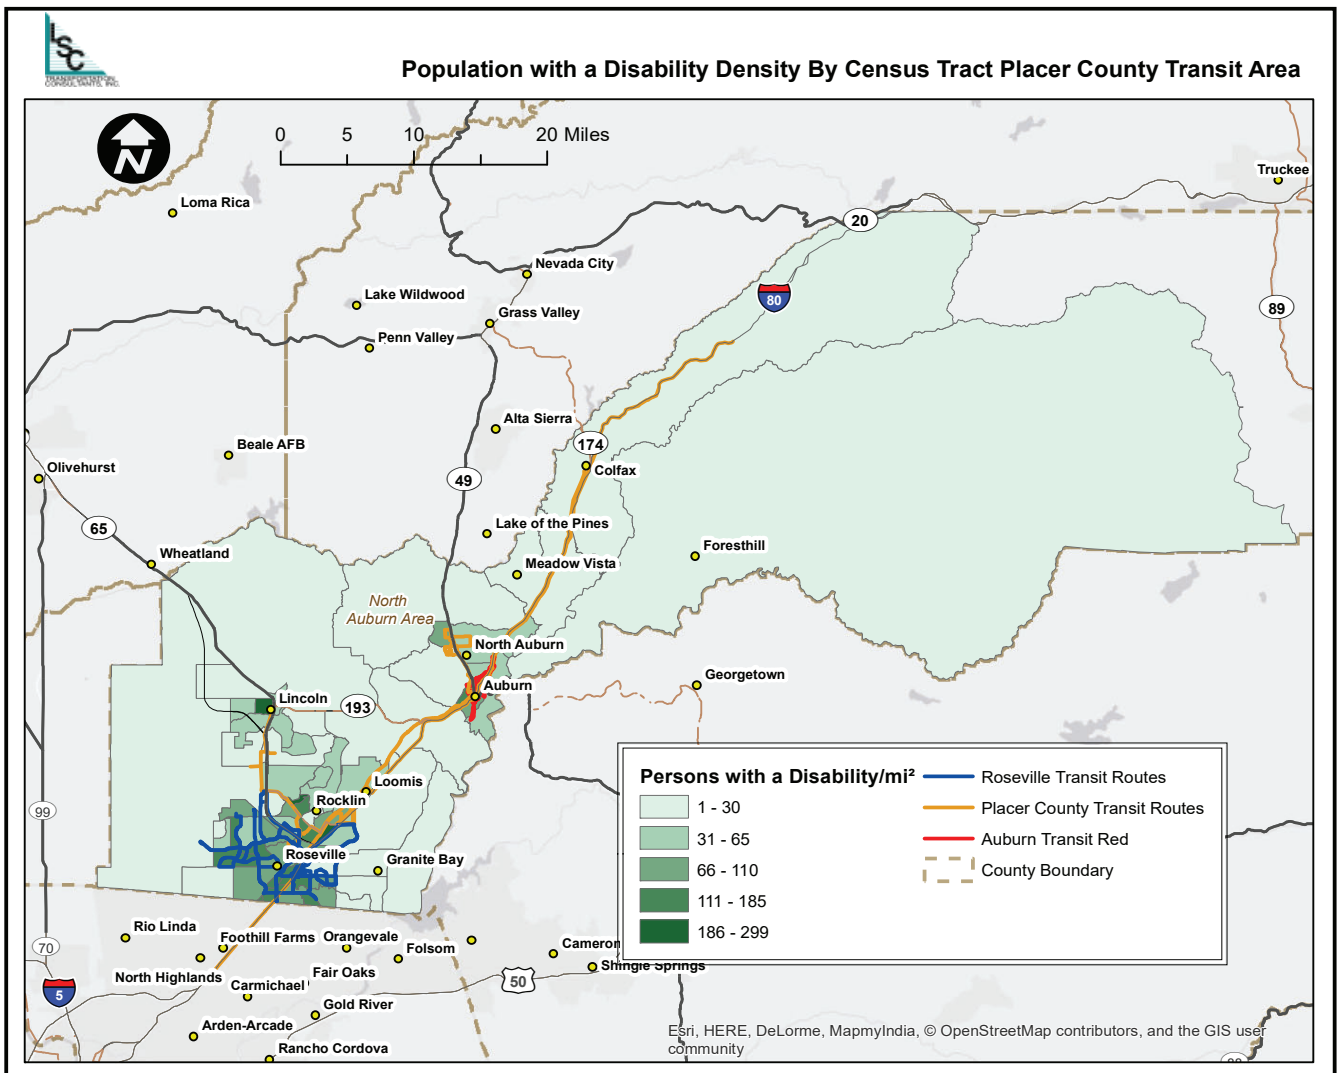 LSC
TRANSPORTATION
CONSULTANTS, INC.
Population with a Disability Density By Census Tract Placer County Transit Area
N
0 5 10 20 Miles
Truckee
Loma Rica
20
Nevada City
80
Lake Wildwood
89
Grass Valley
Penn Valley
Alta Sierra
174
Beale AFB
Colfax
Olivehurst
49
65
Lake of the Pines
Wheatland
Foresthill
Meadow Vista
North
Auburn Area
North Auburn
Georgetown
Auburn
Lincoln
193
Loomis
Rocklin
99
Roseville
Granite Bay
Persons with a Disability/mi²
1 - 30
31 - 65
66 - 110
111 - 185
186 - 299
Roseville Transit Routes
Placer County Transit Routes
Auburn Transit Red
County Boundary
Rio Linda
Foothill Farms
Orangevale
Folsom
Cameron
70
North Highlands
Fair Oaks
Shingle Springs
Carmichael
50
5
Gold River
Arden-Arcade
Rancho Cordova
Esri, HERE, DeLorme, MapmyIndia, © OpenStreetMap contributors, and the GIS user
community